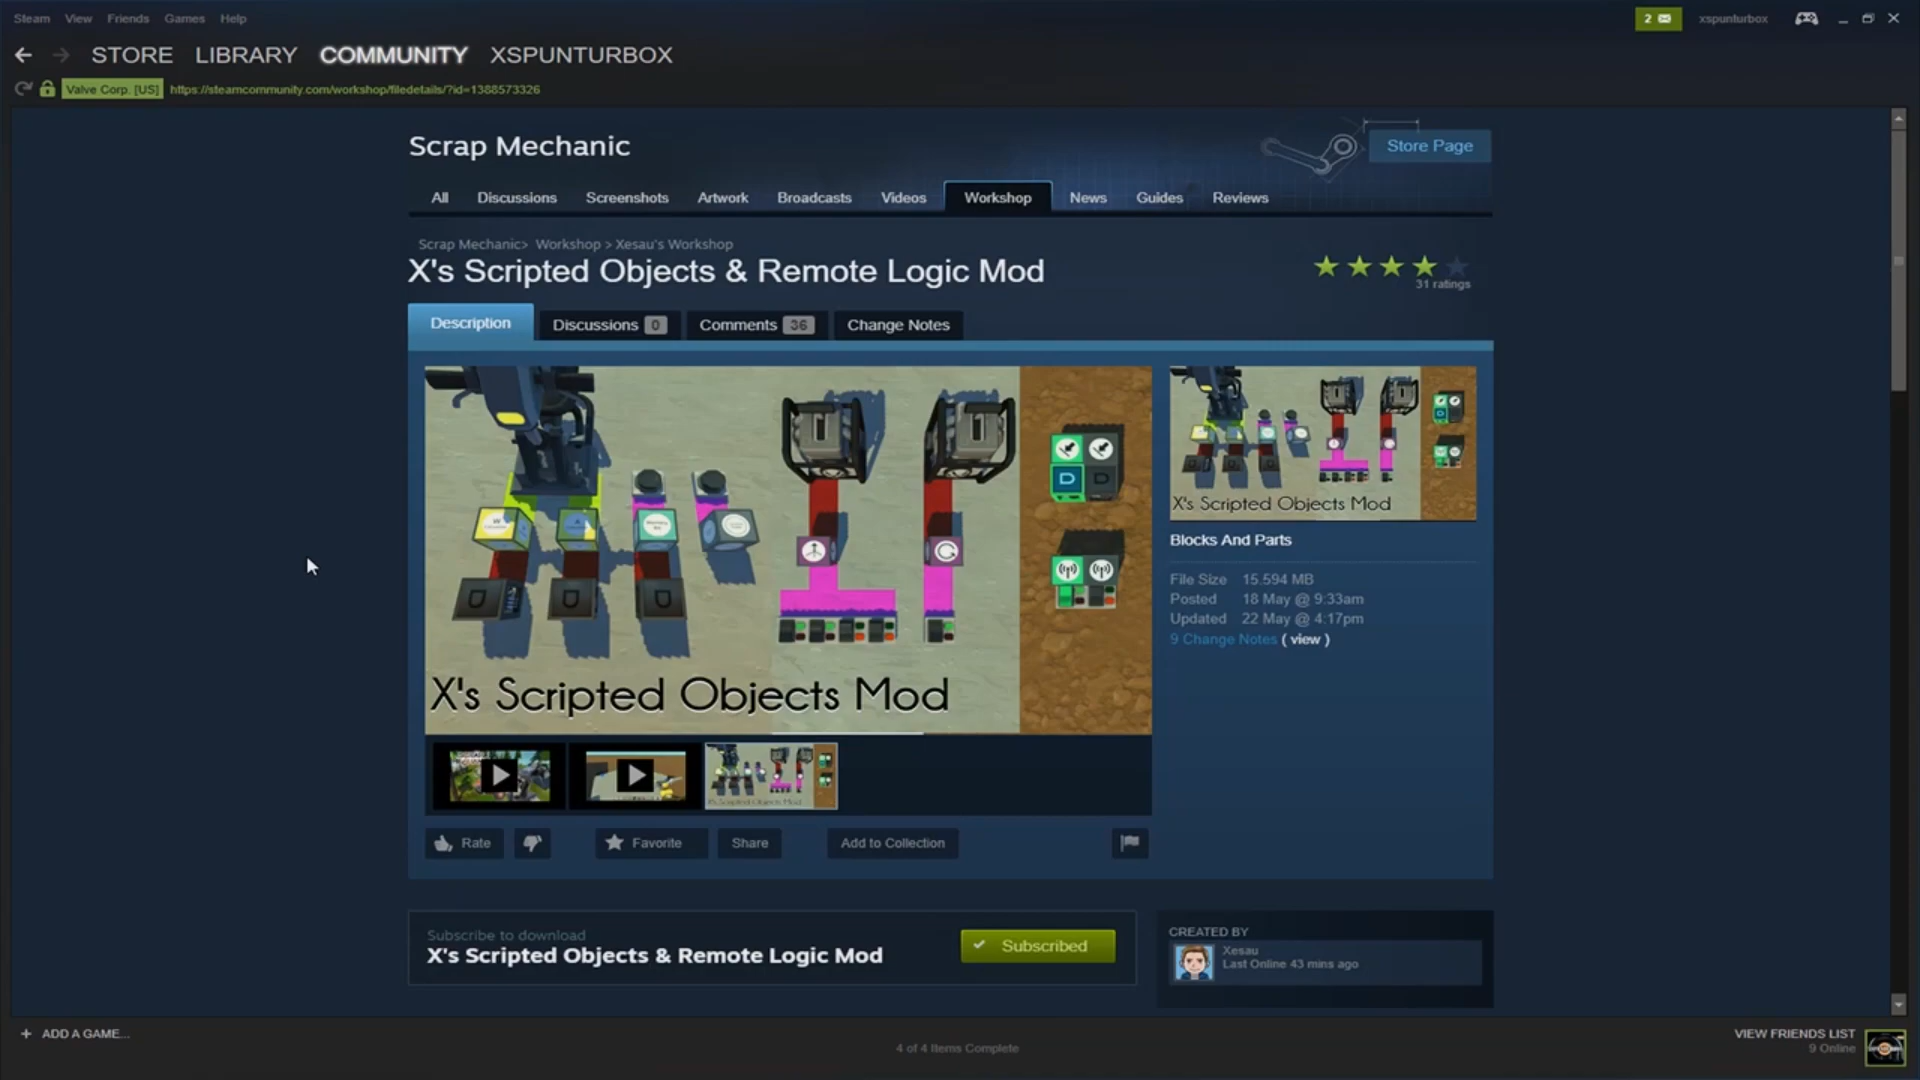 Steam View Friends Games Help
2
xspunturbox
STORE LIBRARY COMMUNITY XSPUNTURBOX
Valve Corp. [US] https://steamcommunity.com/workshop/filedetails/?id=1388573326
Scrap Mechanic
Store Page
All Discussions Screenshots Artwork Broadcasts Videos Workshop News Guides Reviews
Scrap Mechanic> Workshop > Xesau's Workshop
X's Scripted Objects & Remote Logic Mod
31 ratings
Description Discussions 0 Comments 36 Change Notes
X's Scripted Objects Mod
X's Scripted Objects Mod
Blocks And Parts
File Size 15.594 MB
Posted 18 May @ 9:33am
Updated 22 May @ 4:17pm
9 Change Notes ( view )
Rate Favorite Share Add to Collection
Subscribe to download
X's Scripted Objects & Remote Logic Mod
Subscribed
CREATED BY
Xesau
Last Online 43 mins ago
+ ADD A GAME...
4 of 4 Items Complete
VIEW FRIENDS LIST
9 Online